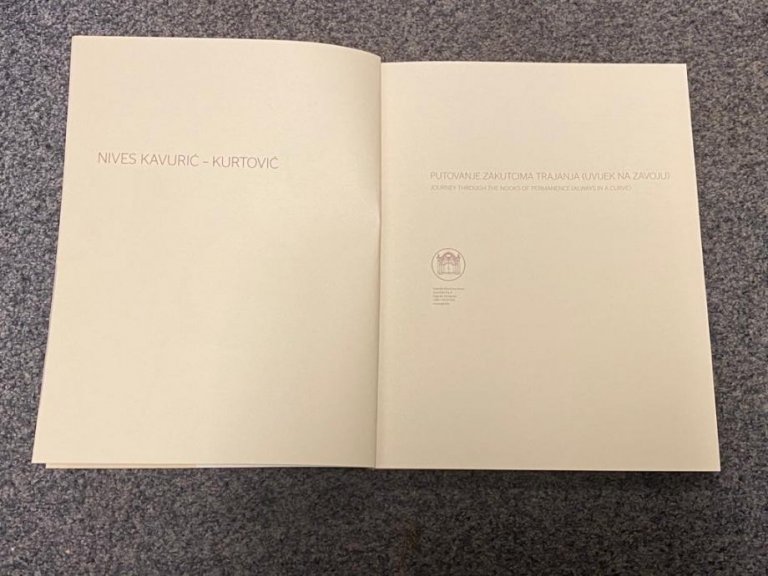 NIVES KAVURIĆ – KURTOVIĆ
PUTOVANJE ZAKUTCIMA TRAJANJA (UVIJEK NA ZAVOJU)
JOURNEY THROUGH THE NOOKS OF PERMANENCE (ALWAYS IN A CURVE)